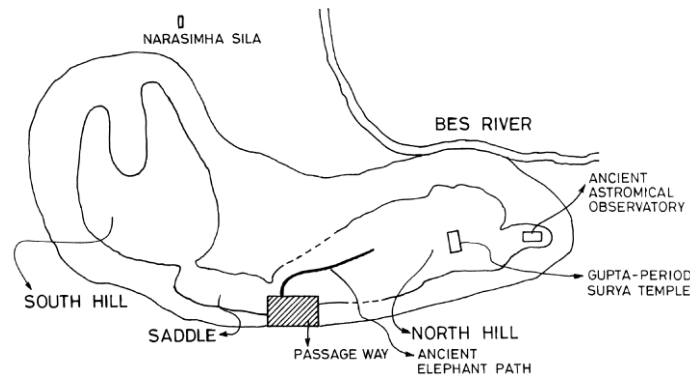 NARASIMHA SILA
BES RIVER
ANCIENT
ASTROMICAL
OBSERVATORY
GUPTA-PERIOD
SURYA TEMPLE
SOUTH HILL
SADDLE
PASSAGE WAY
NORTH HILL
ANCIENT
ELEPHANT PATH